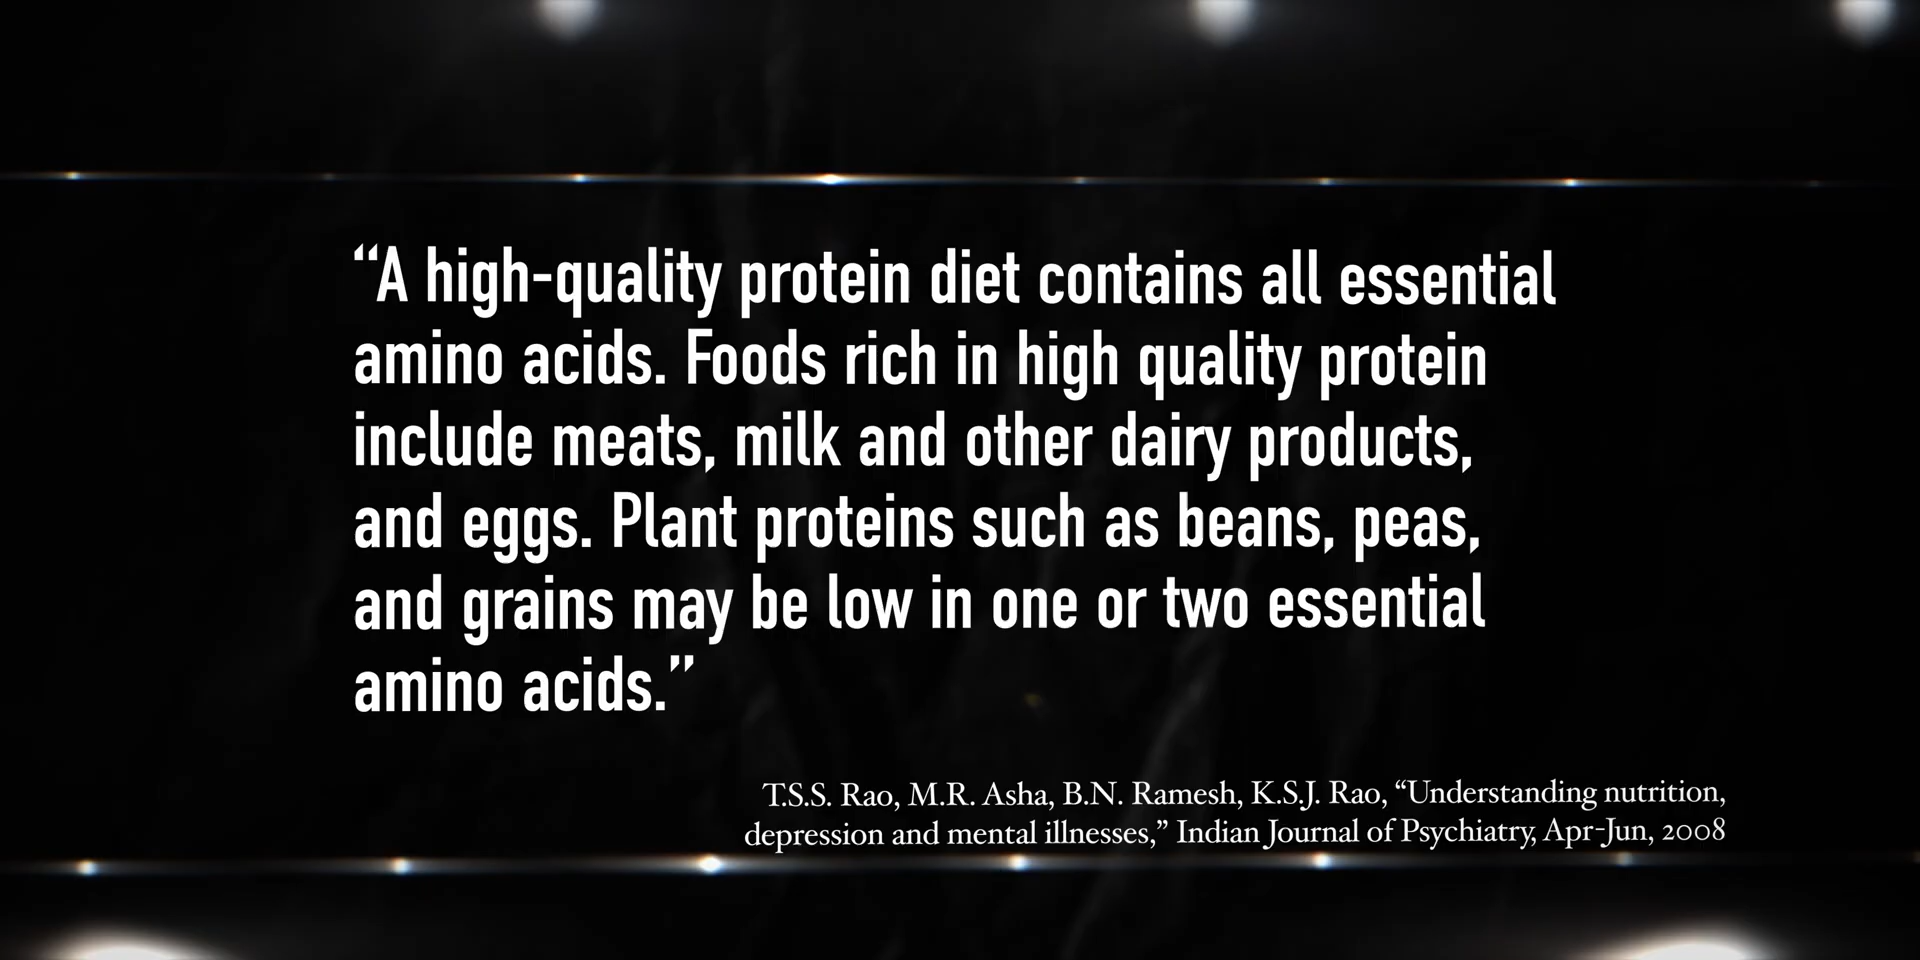 “A high-quality protein diet contains all essential
amino acids. Foods rich in high quality protein
include meats, milk and other dairy products,
and eggs. Plant proteins such as beans, peas,
and grains may be low in one or two essential
amino acids.”
T.S.S. Rao, M.R. Asha, B.N. Ramesh, K.S.J. Rao, “Understanding nutrition,
depression and mental illnesses,” Indian Journal of Psychiatry, Apr-Jun, 2008